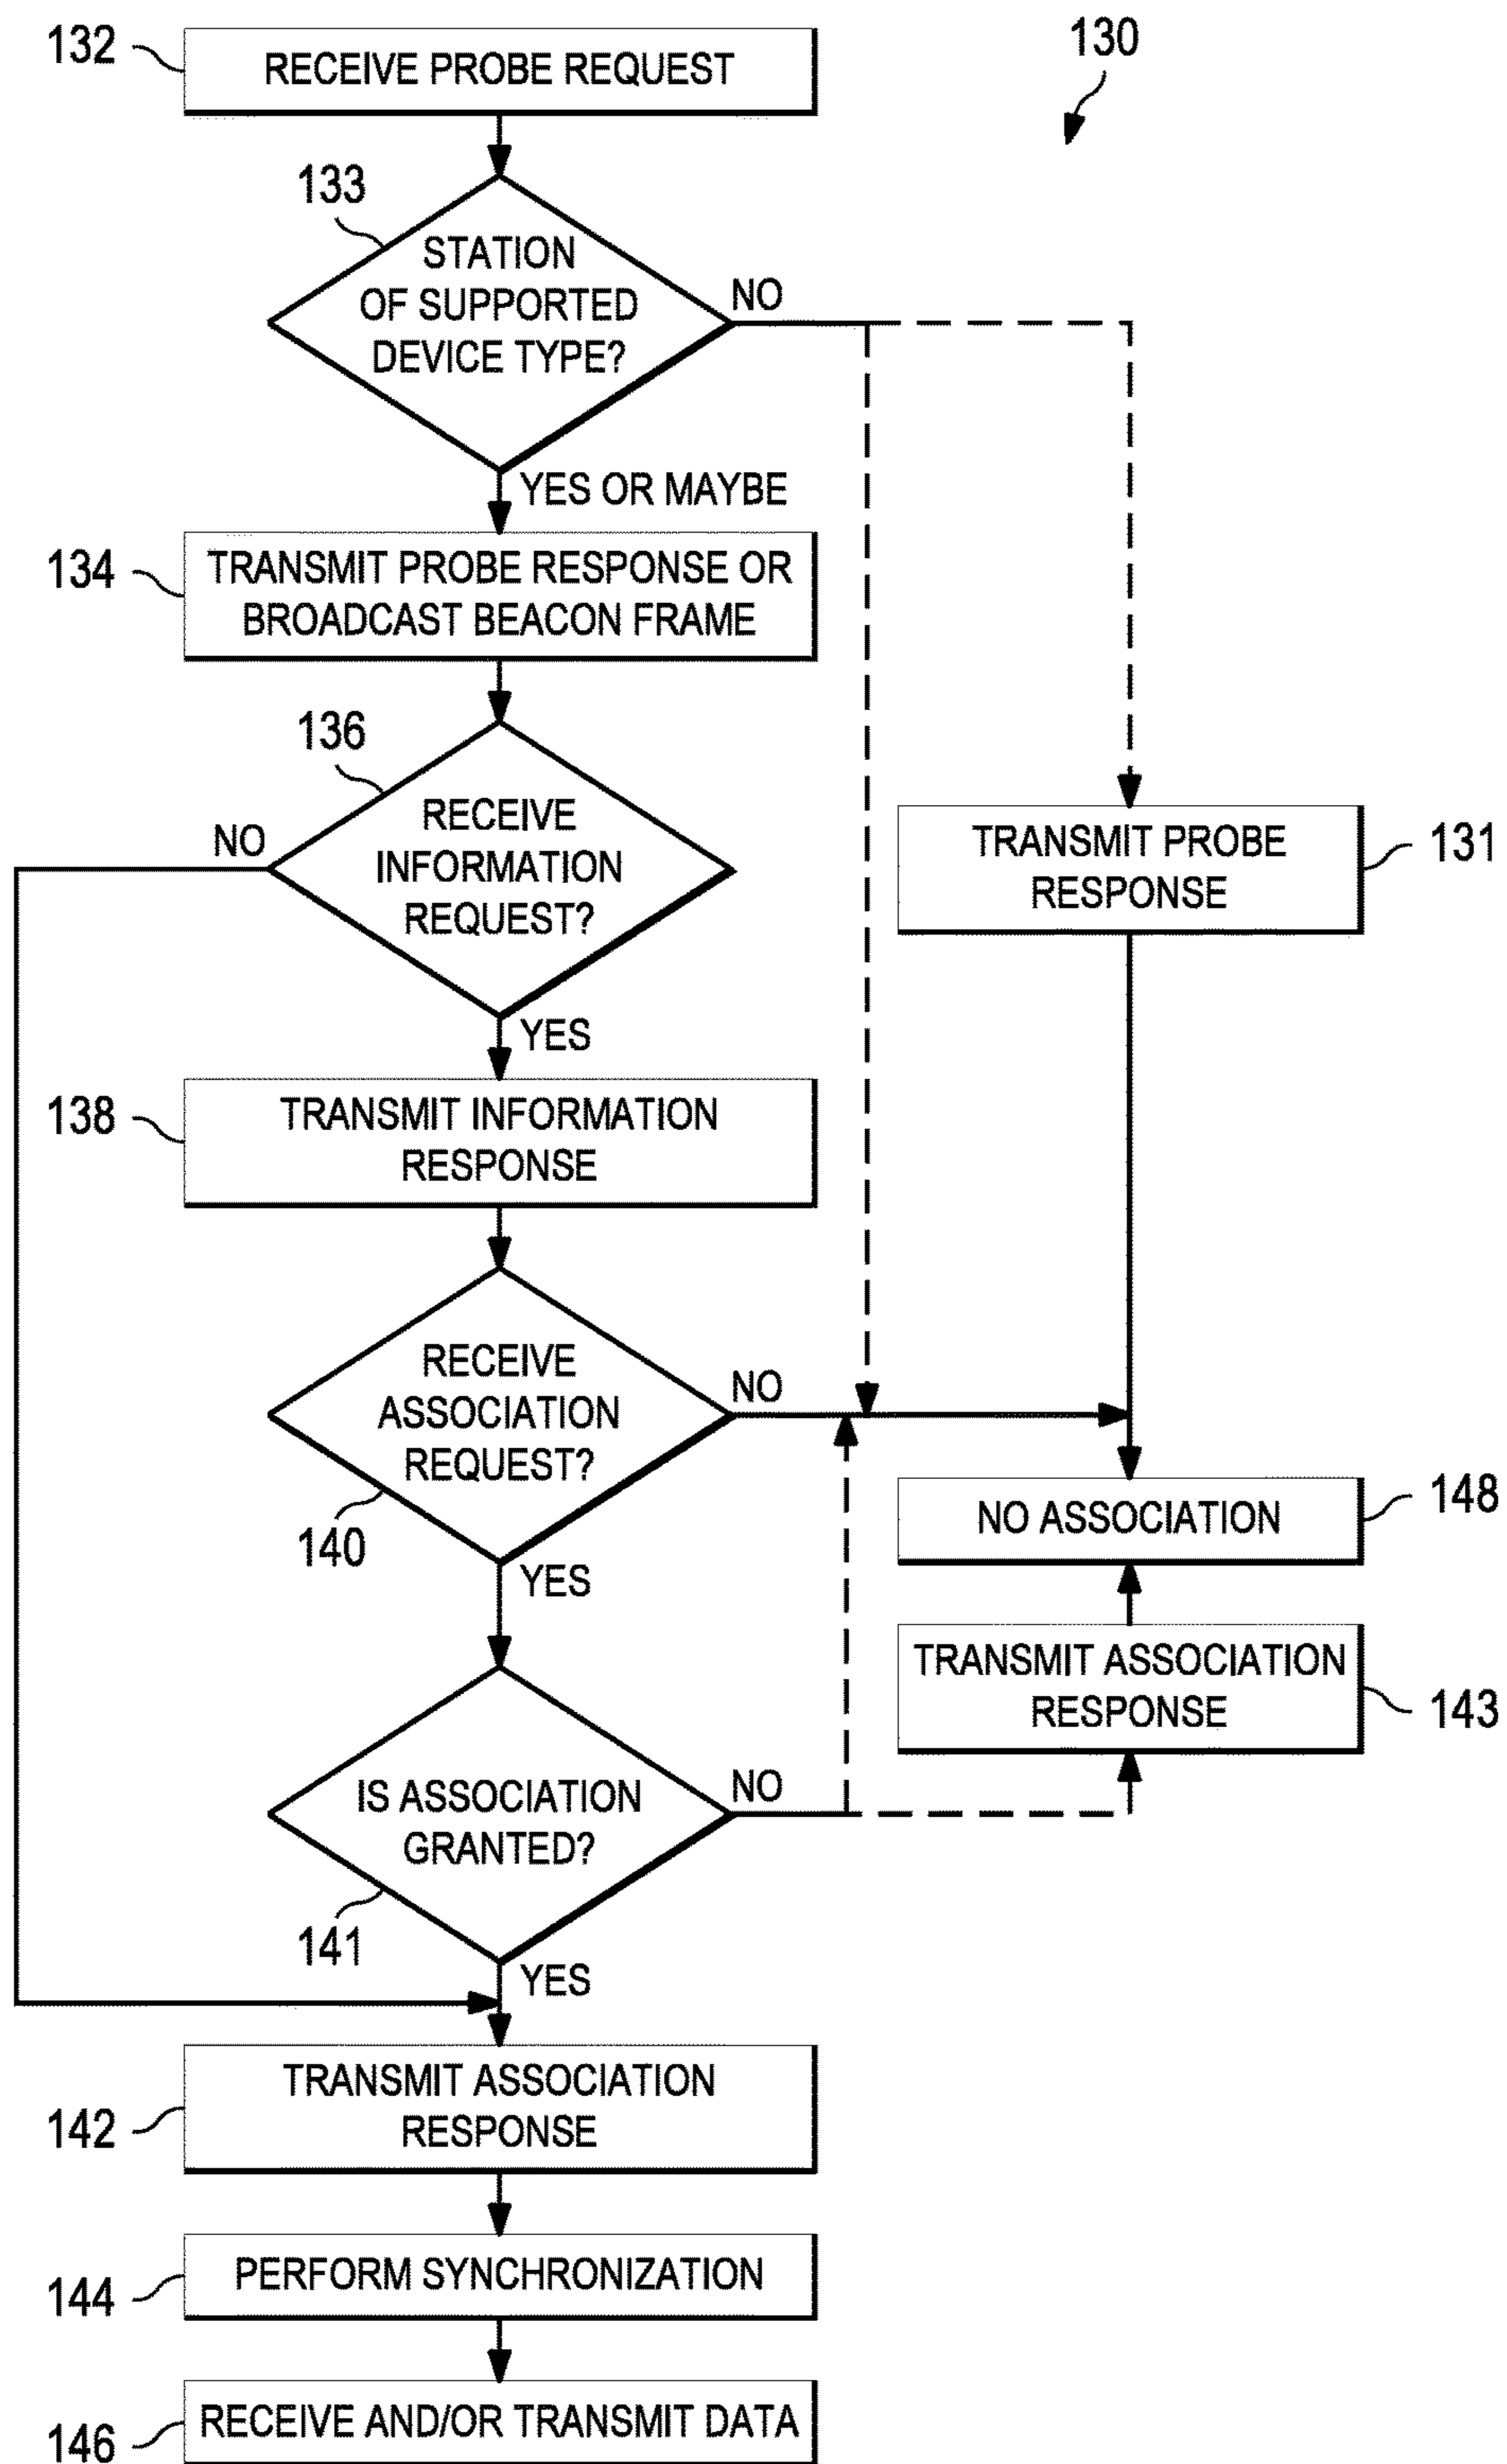 132
RECEIVE PROBE REQUEST
130
133
STATION
OF SUPPORTED
DEVICE TYPE?
NO
YES OR MAYBE
134
TRANSMIT PROBE RESPONSE OR
BROADCAST BEACON FRAME
136
RECEIVE
INFORMATION
REQUEST?
NO
YES
TRANSMIT PROBE
RESPONSE
131
138
TRANSMIT INFORMATION
RESPONSE
RECEIVE
ASSOCIATION
REQUEST?
NO
140
YES
NO ASSOCIATION
148
TRANSMIT ASSOCIATION
RESPONSE
143
IS ASSOCIATION
GRANTED?
NO
141
YES
142
TRANSMIT ASSOCIATION
RESPONSE
144
PERFORM SYNCHRONIZATION
146
RECEIVE AND/OR TRANSMIT DATA